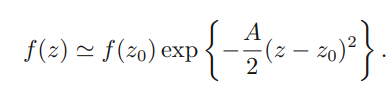 f(z) ≃ f(z₀) exp { −A/2 (z − z₀)² } .